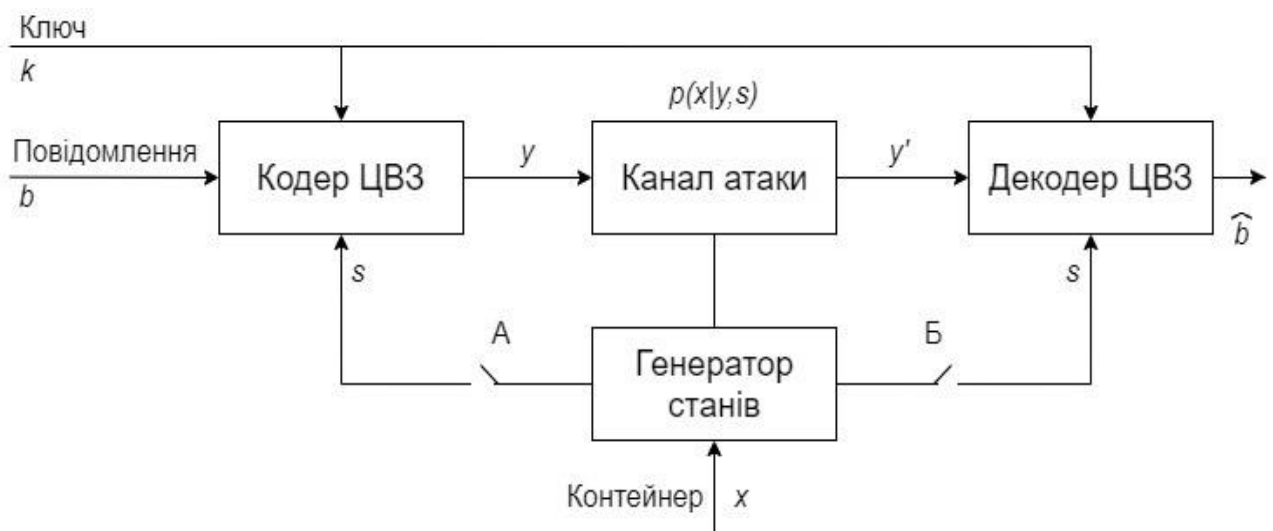 Ключ
k
p(x|y,s)
Повідомлення
b
Кодер ЦВЗ
y
Канал атаки
y'
Декодер ЦВЗ
b̂
s
s
А
Б
Генератор
станів
Контейнер x